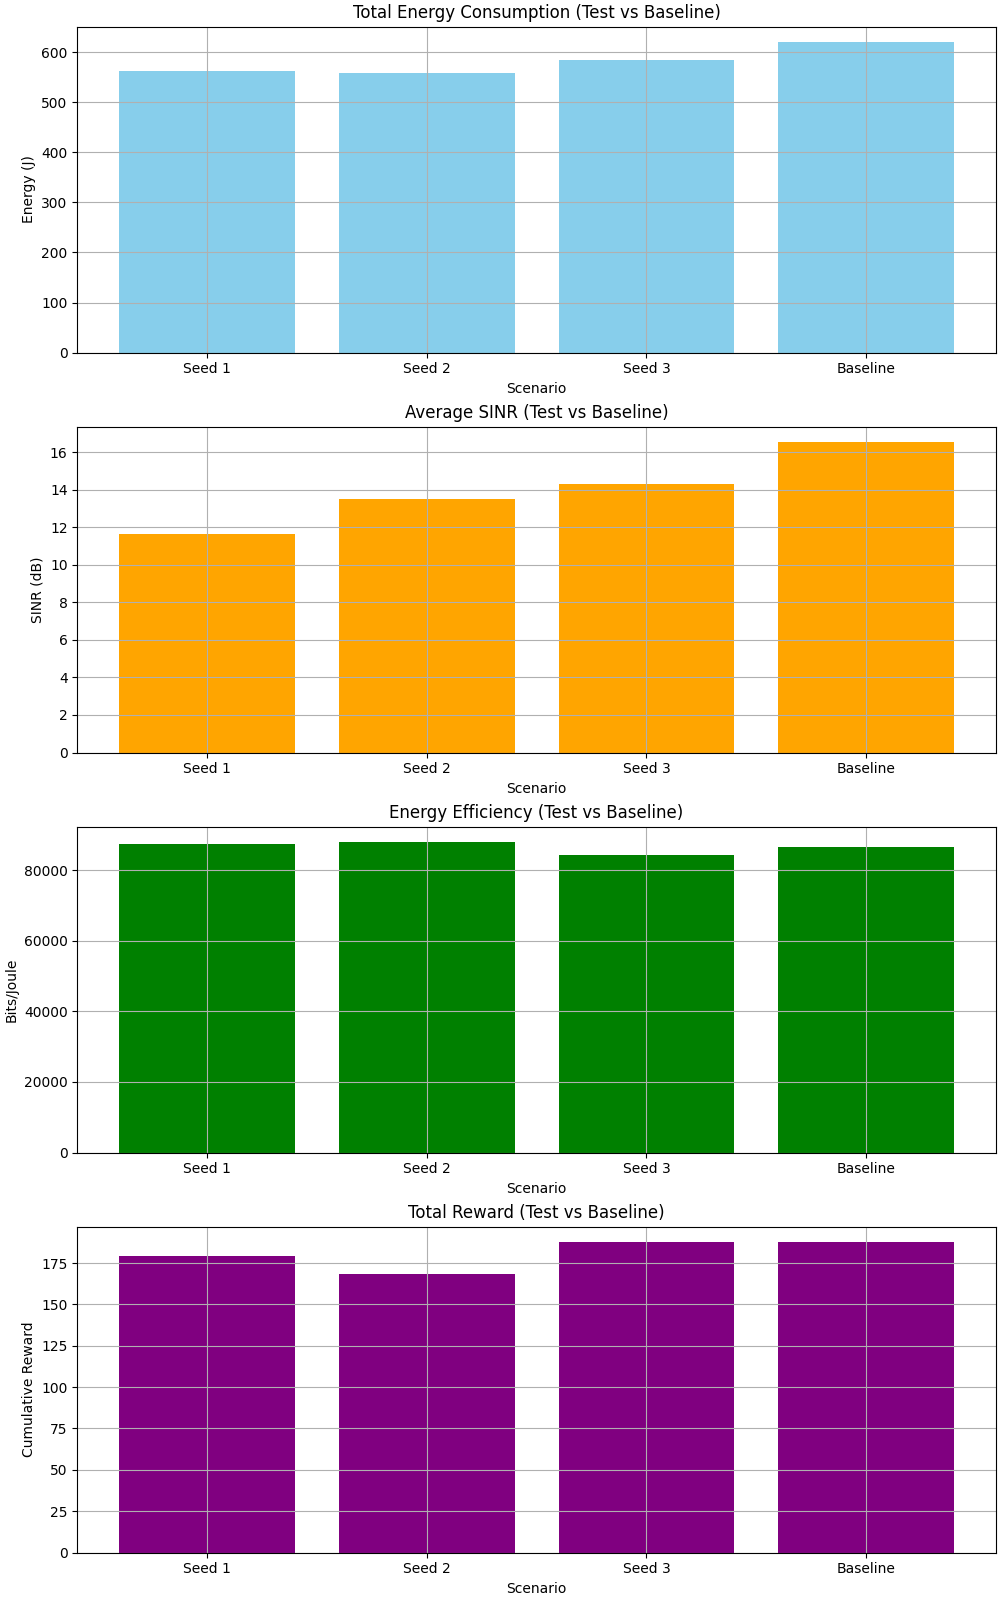 Total Energy Consumption (Test vs Baseline)
600
500
400
300
200
100
0
Energy (J)
Seed 1 Seed 2 Seed 3 Baseline
Scenario
Average SINR (Test vs Baseline)
16
14
12
10
8
6
4
2
0
SINR (dB)
Seed 1 Seed 2 Seed 3 Baseline
Scenario
Energy Efficiency (Test vs Baseline)
80000
60000
40000
20000
0
Bits/Joule
Seed 1 Seed 2 Seed 3 Baseline
Scenario
Total Reward (Test vs Baseline)
175
150
125
100
75
50
25
0
Cumulative Reward
Seed 1 Seed 2 Seed 3 Baseline
Scenario